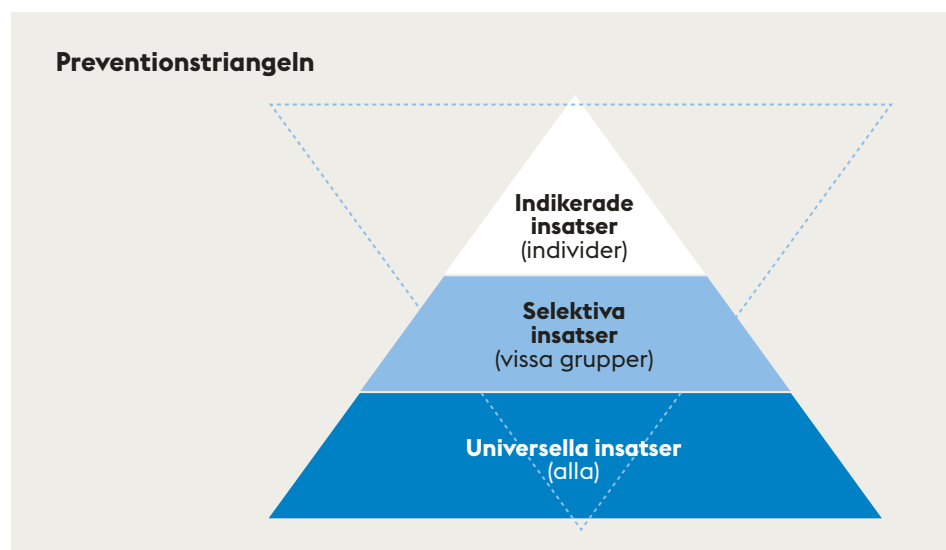 Preventionstriangeln
Indikerade
insatser
(individer)
Selektiva
insatser
(vissa grupper)
Universella insatser
(alla)